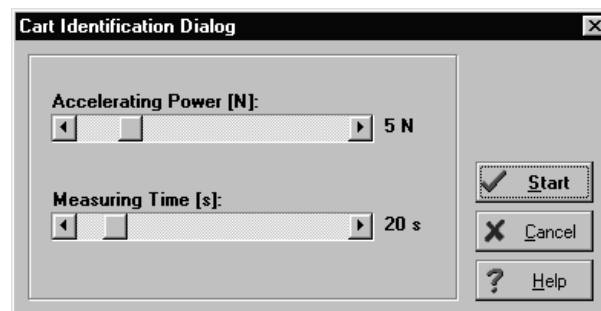 Cart Identification Dialog
Accelerating Power [N]:
5 N
Measuring Time [s]:
20 s
Start
Cancel
Help